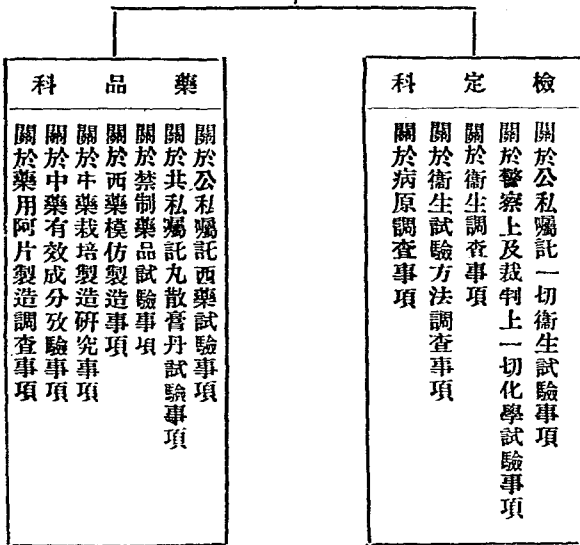 檢定科
關於公私囑託一切衞生試驗事項
關於警察上及裁判上一切化學試驗事項
關於衞生調查事項
關於衞生試驗方法調查事項
關於病原調查事項
藥品科
關於公私囑託西藥試驗事項
關於共私囑託丸散膏丹試驗事項
關於禁制藥品試驗事項
關於西藥模仿製造事項
關於中藥栽培製造研究事項
關於中藥有效成分攷驗事項
關於藥用阿片製造調查事項